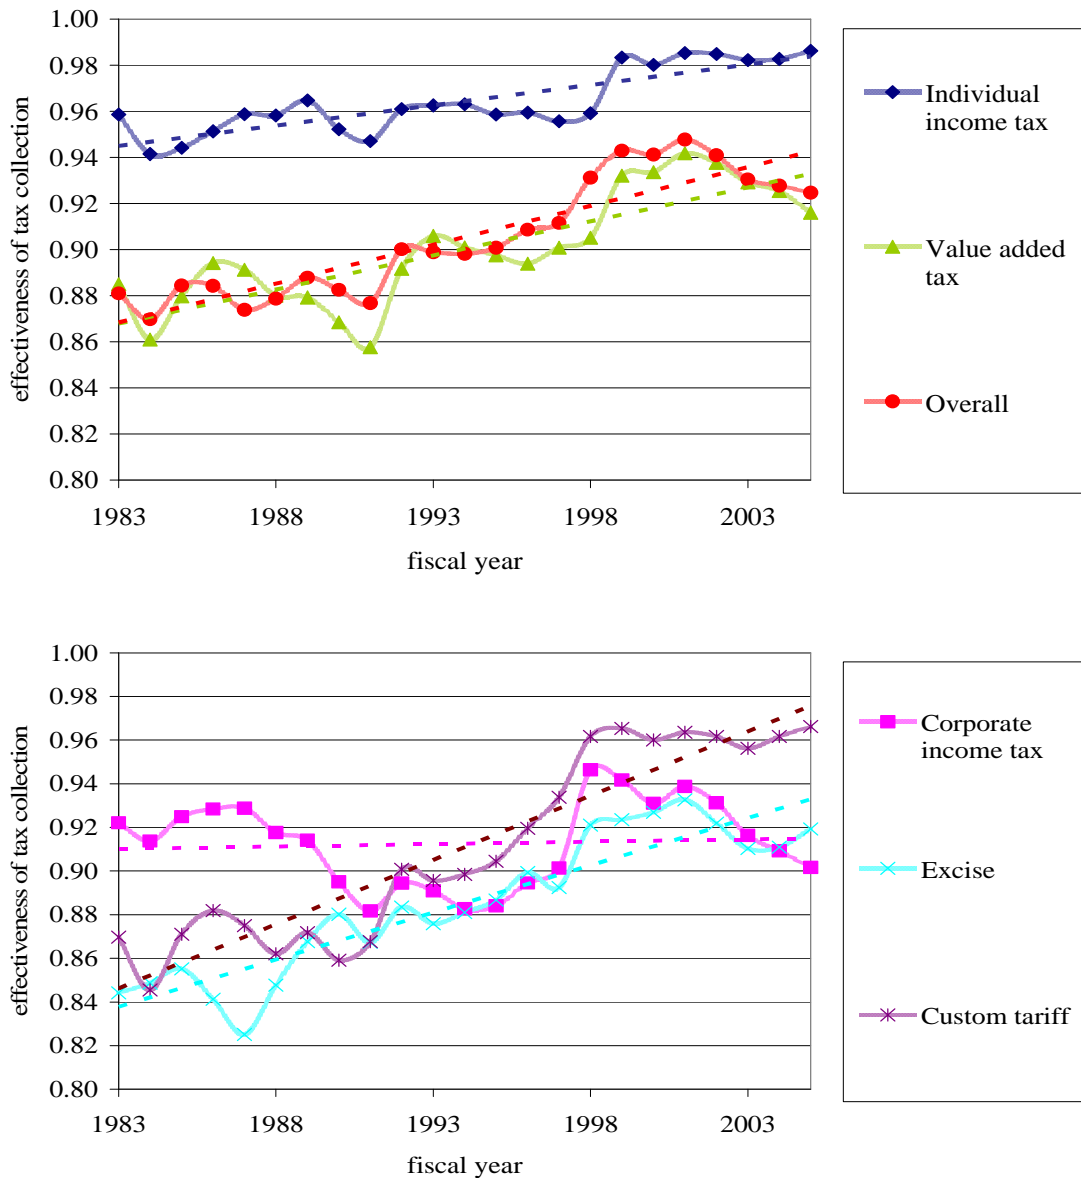 effectiveness of tax collection
1.00
0.98
0.96
0.94
0.92
0.90
0.88
0.86
0.84
0.82
0.80
1983
1988
1993
1998
2003
fiscal year
Individual
income tax
Value added
tax
Overall
effectiveness of tax collection
1.00
0.98
0.96
0.94
0.92
0.90
0.88
0.86
0.84
0.82
0.80
1983
1988
1993
1998
2003
fiscal year
Corporate
income tax
Excise
Custom tariff